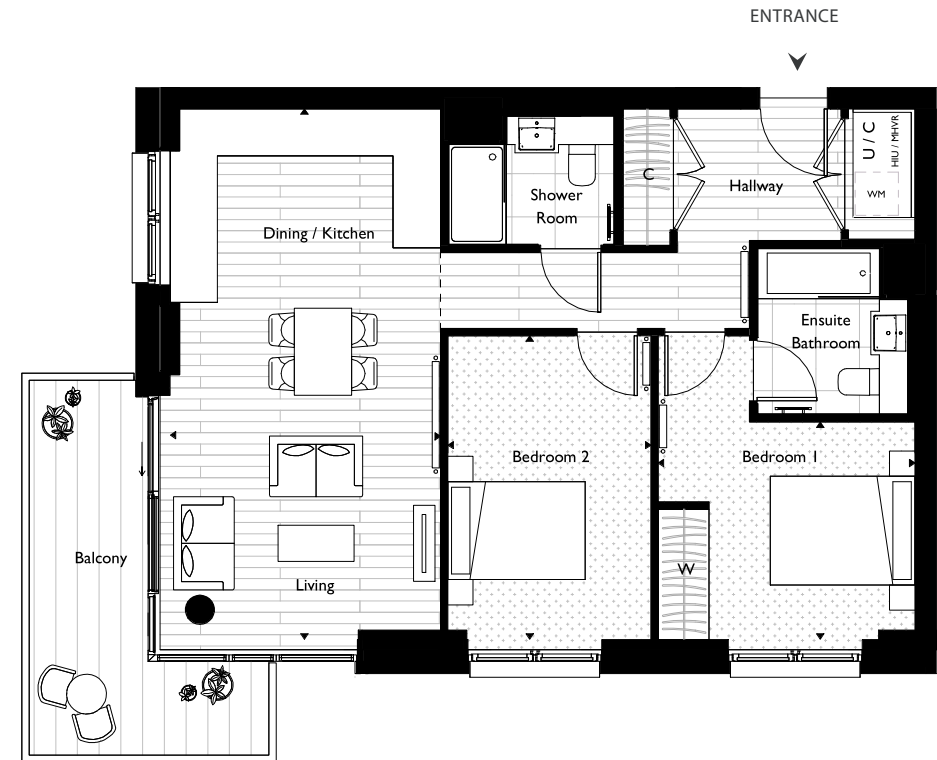 ENTRANCE
U / C
HIU / MHVR
C
Hallway
Shower
Room
WM
Dining / Kitchen
Ensuite
Bathroom
Bedroom 2
Bedroom 1
Balcony
W
Living